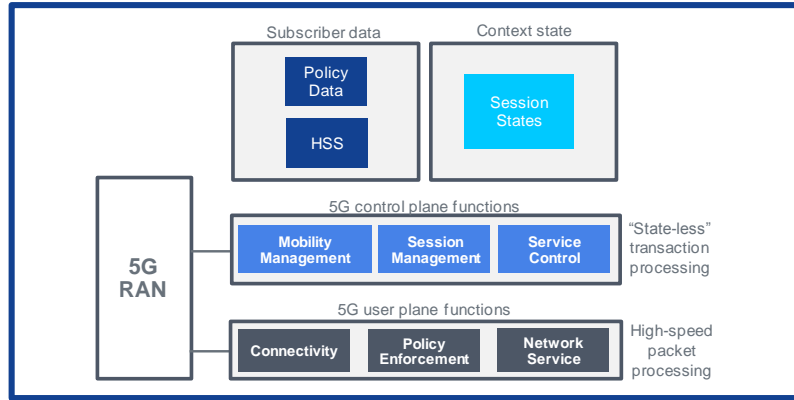 Subscriber data
Context state
Policy
Data
HSS
Session
States
5G control plane functions
5G
RAN
Mobility
Management
Session
Management
Service
Control
“State-less”
transaction
processing
5G user plane functions
Connectivity
Policy
Enforcement
Network
Service
High-speed
packet
processing